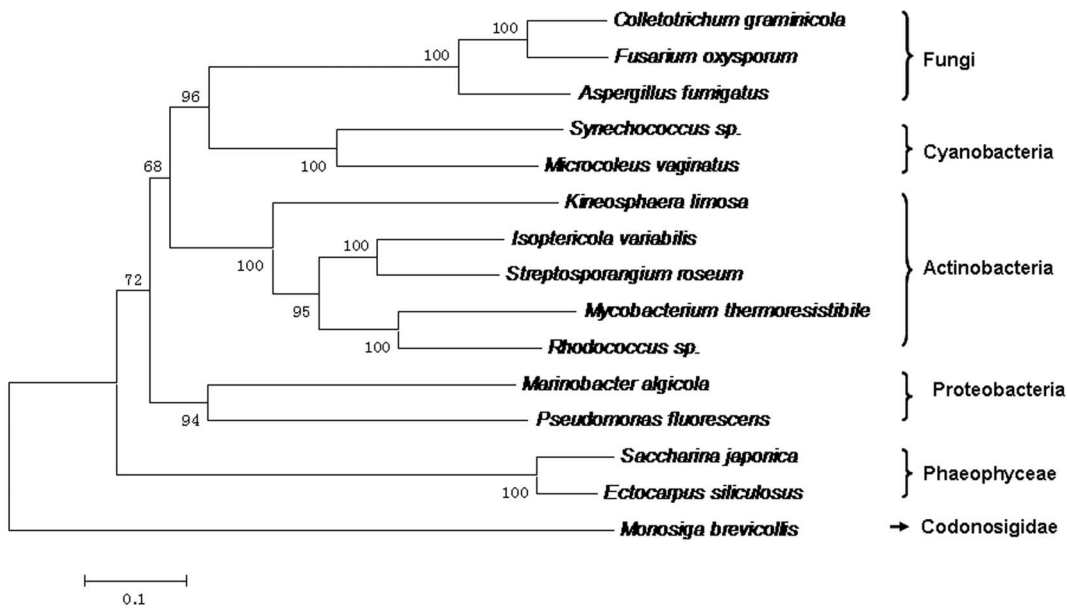 Colletotrichum graminicola
100
Fusarium oxysporum
100
Fungi
Aspergillus fumigatus
96
Synechococcus sp.
Cyanobacteria
100
Microcoleus vaginatus
68
Kineosphaera limosa
Isoptericola variabilis
100
100
Actinobacteria
Streptosporangium roseum
72
95
Mycobacterium thermoresistibile
100
Rhodococcus sp.
Marinobacter algicola
Proteobacteria
94
Pseudomonas fluorescens
Saccharina japonica
Phaeophyceae
100
Ectocarpus siliculosus
Monosiga brevicollis
Codonosigidae
0.1